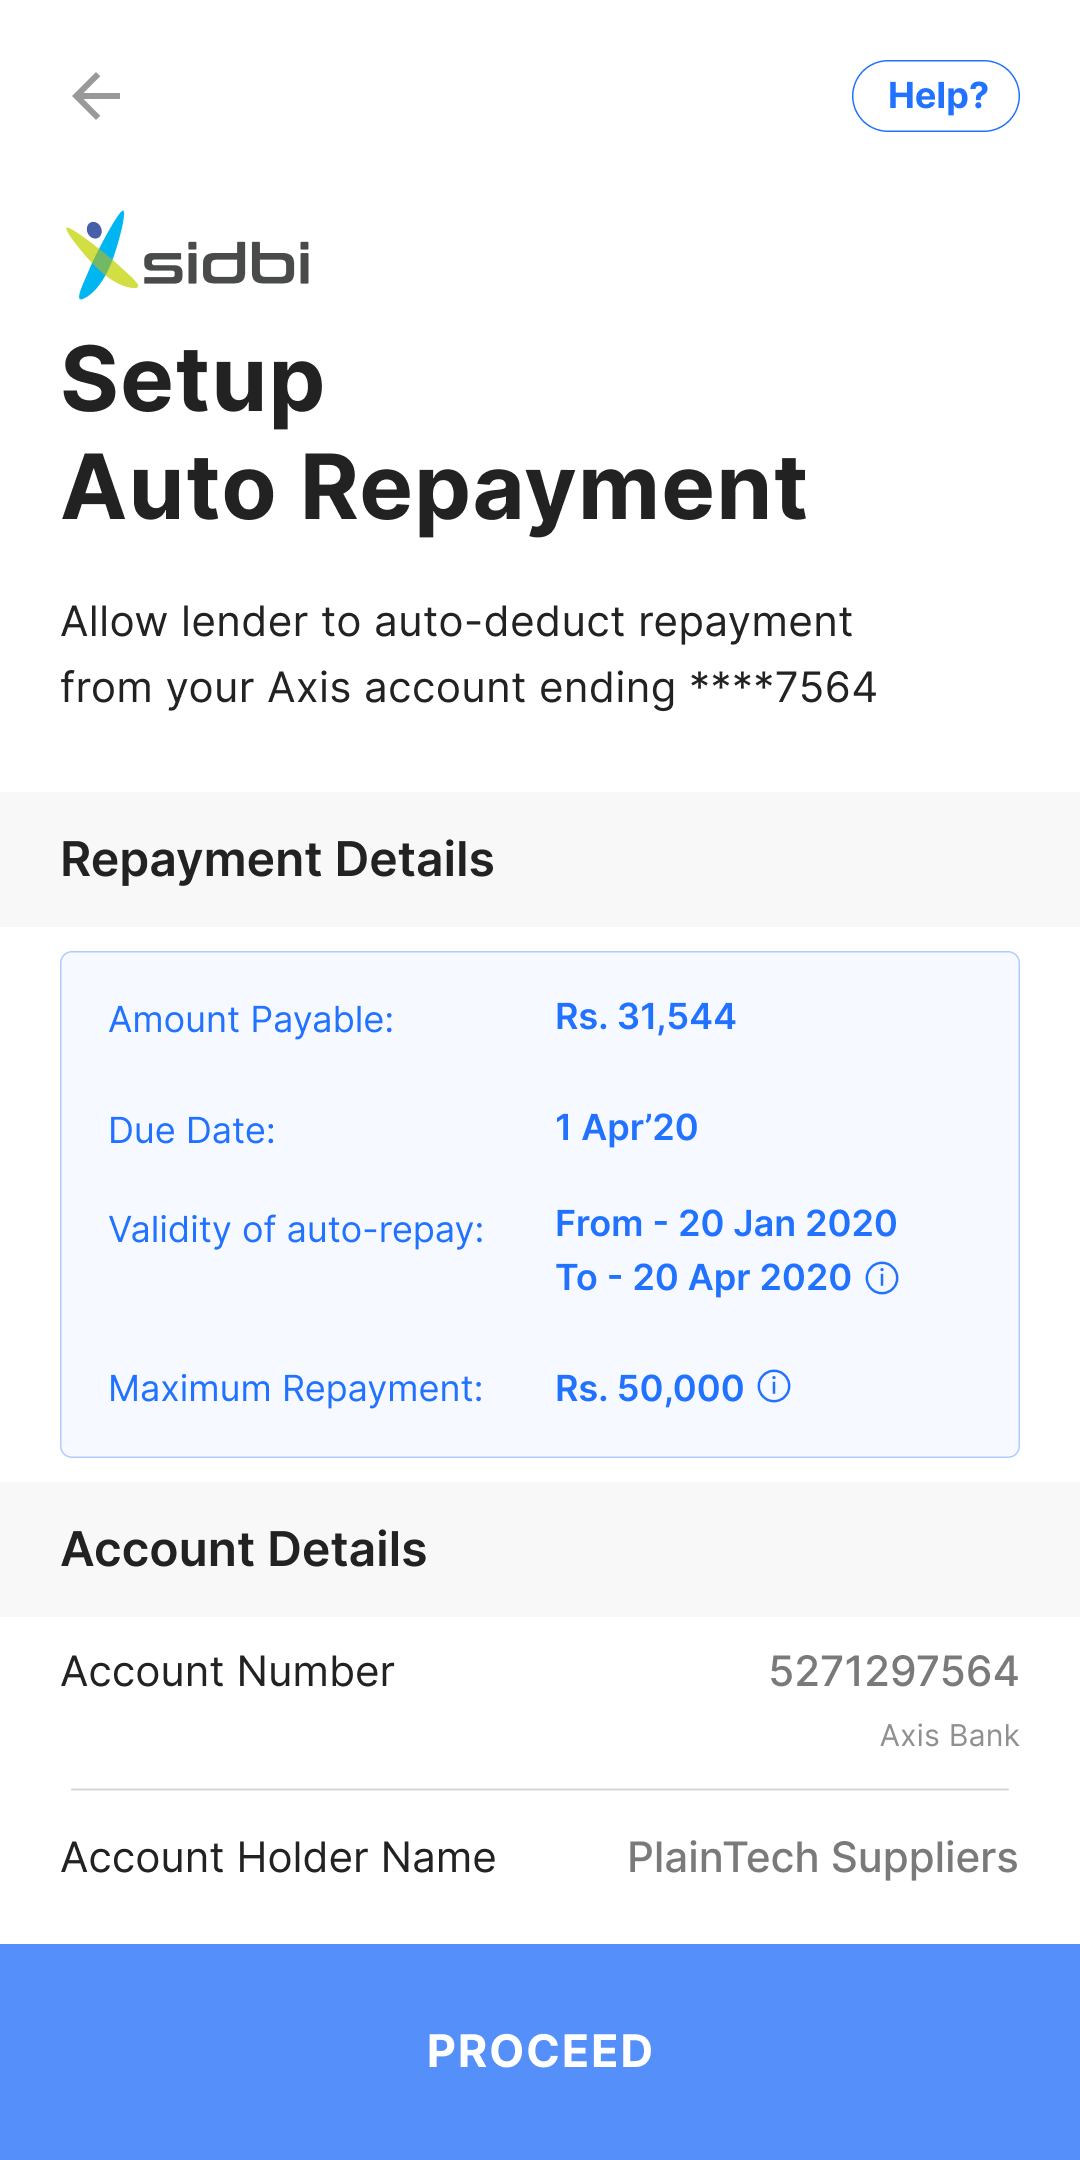 Help?
sidbi
Setup
Auto Repayment
Allow lender to auto-deduct repayment
from your Axis account ending ****7564
Repayment Details
Amount Payable: Rs. 31,544
Due Date: 1 Apr’20
Validity of auto-repay: From - 20 Jan 2020
To - 20 Apr 2020
Maximum Repayment: Rs. 50,000
Account Details
Account Number 5271297564
Axis Bank
Account Holder Name PlainTech Suppliers
PROCEED